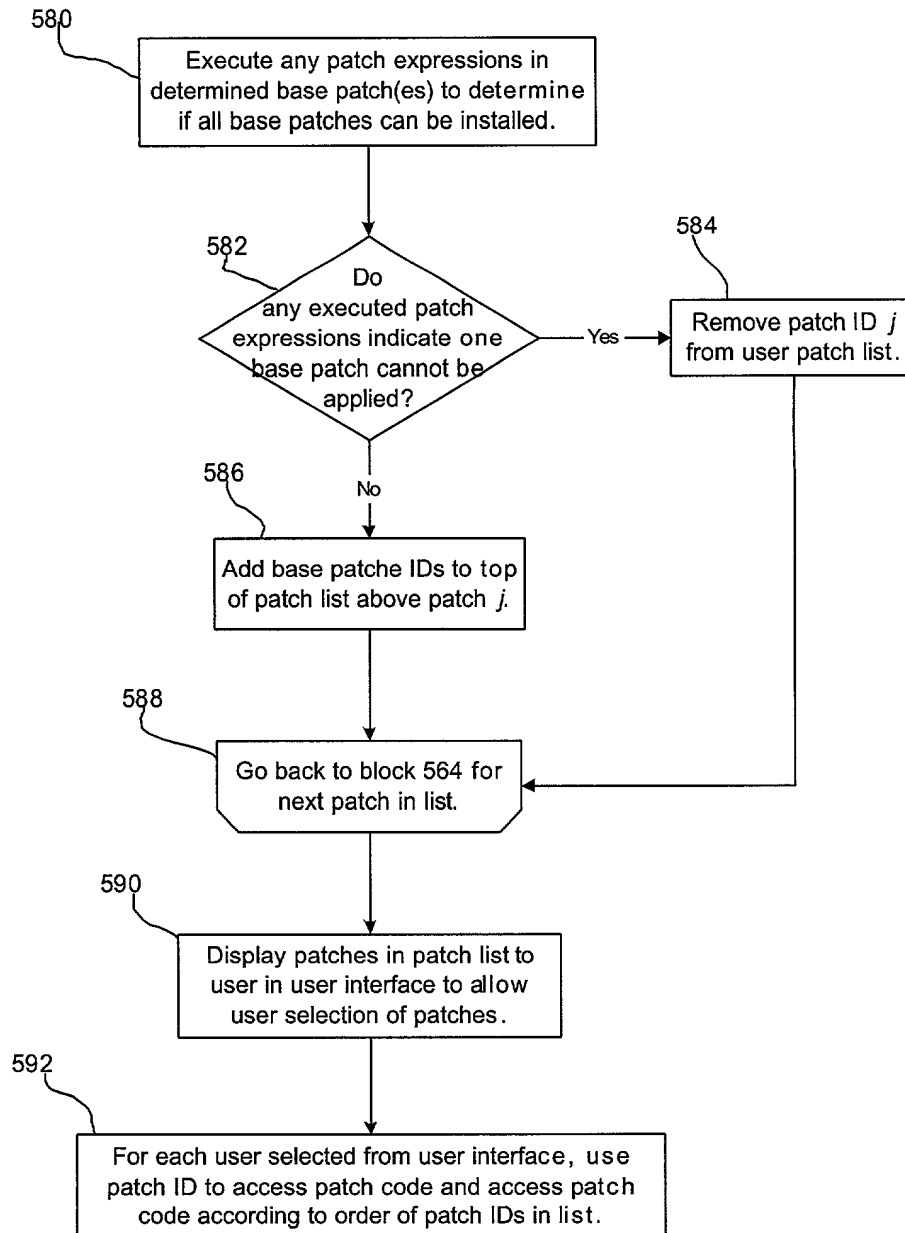 580
Execute any patch expressions in
determined base patch(es) to determine
if all base patches can be installed.
582
Do
any executed patch
expressions indicate one
base patch cannot be
applied?
Yes
584
Remove patch ID j
from user patch list.
No
586
Add base patche IDs to top
of patch list above patch j.
588
Go back to block 564 for
next patch in list.
590
Display patches in patch list to
user in user interface to allow
user selection of patches.
592
For each user selected from user interface, use
patch ID to access patch code and access patch
code according to order of patch IDs in list.